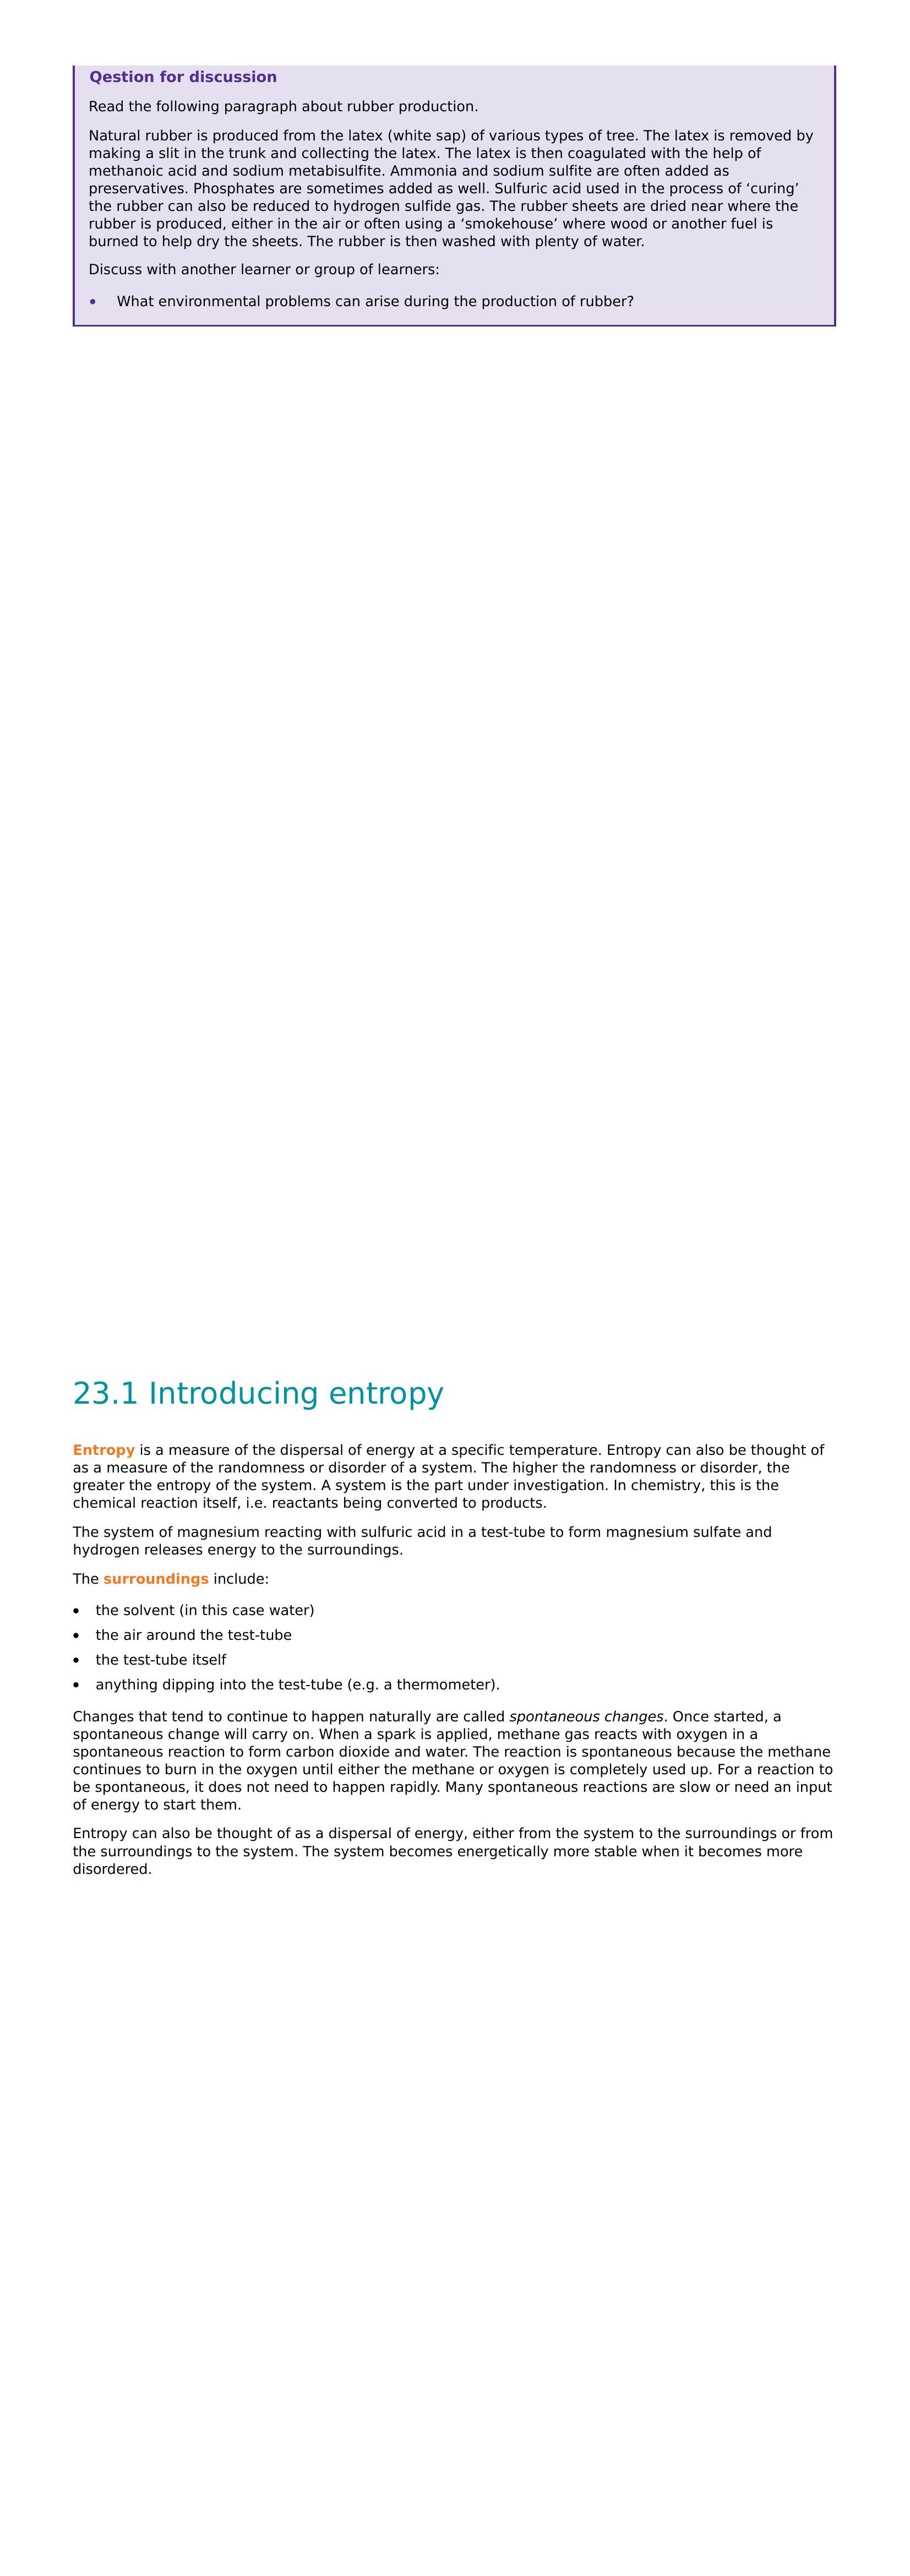 Qestion for discussion
Read the following paragraph about rubber production.
Natural rubber is produced from the latex (white sap) of various types of tree. The latex is removed by
making a slit in the trunk and collecting the latex. The latex is then coagulated with the help of
methanoic acid and sodium metabisulfite. Ammonia and sodium sulfite are often added as
preservatives. Phosphates are sometimes added as well. Sulfuric acid used in the process of ‘curing’
the rubber can also be reduced to hydrogen sulfide gas. The rubber sheets are dried near where the
rubber is produced, either in the air or often using a ‘smokehouse’ where wood or another fuel is
burned to help dry the sheets. The rubber is then washed with plenty of water.
Discuss with another learner or group of learners:
• What environmental problems can arise during the production of rubber?
23.1 Introducing entropy
Entropy is a measure of the dispersal of energy at a specific temperature. Entropy can also be thought of
as a measure of the randomness or disorder of a system. The higher the randomness or disorder, the
greater the entropy of the system. A system is the part under investigation. In chemistry, this is the
chemical reaction itself, i.e. reactants being converted to products.
The system of magnesium reacting with sulfuric acid in a test-tube to form magnesium sulfate and
hydrogen releases energy to the surroundings.
The surroundings include:
• the solvent (in this case water)
• the air around the test-tube
• the test-tube itself
• anything dipping into the test-tube (e.g. a thermometer).
Changes that tend to continue to happen naturally are called spontaneous changes. Once started, a
spontaneous change will carry on. When a spark is applied, methane gas reacts with oxygen in a
spontaneous reaction to form carbon dioxide and water. The reaction is spontaneous because the methane
continues to burn in the oxygen until either the methane or oxygen is completely used up. For a reaction to
be spontaneous, it does not need to happen rapidly. Many spontaneous reactions are slow or need an input
of energy to start them.
Entropy can also be thought of as a dispersal of energy, either from the system to the surroundings or from
the surroundings to the system. The system becomes energetically more stable when it becomes more
disordered.